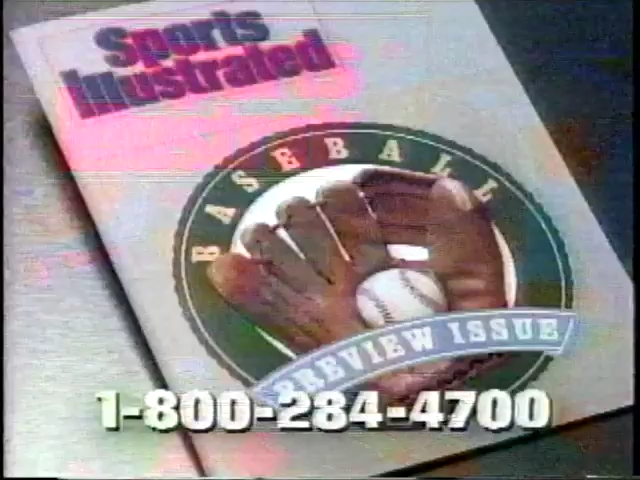 Sports
Illustrated
BASEBALL
PREVIEW ISSUE
1-800-284-4700